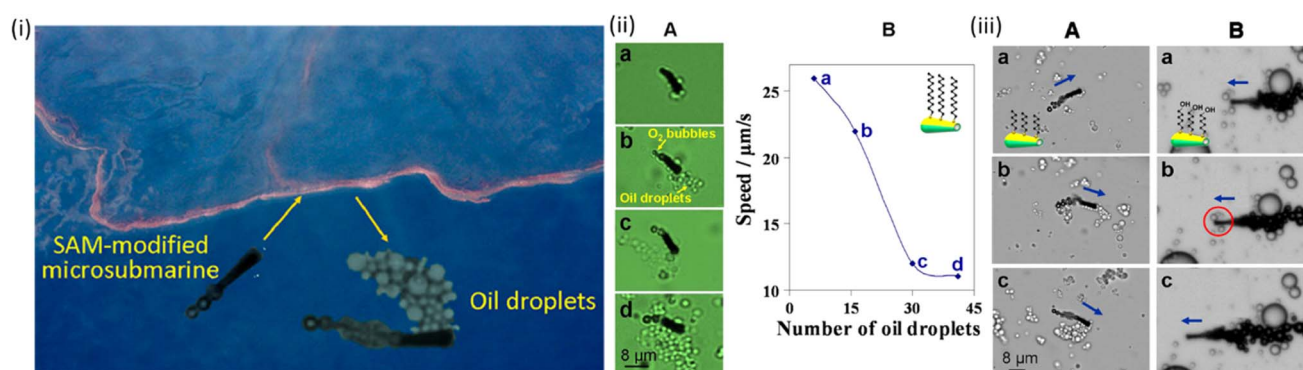 (i)
SAM-modified
microsubmarine
Oil droplets
(ii)
A
a
b
O2 bubbles
Oil droplets
c
d
8 µm
B
Speed / µm/s
25
20
15
10
0
15
30
45
Number of oil droplets
a
b
c
d
(iii)
A
a
b
c
8 µm
B
a
OH
OH
OH
b
c